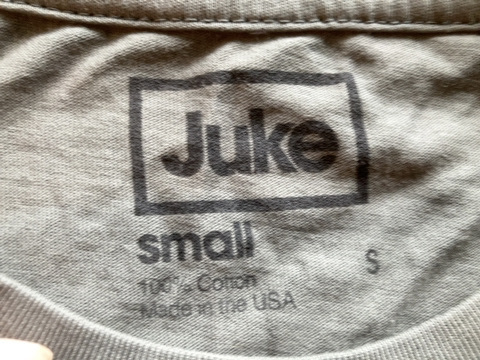 Juke
small
S
100% Cotton
Made in the USA